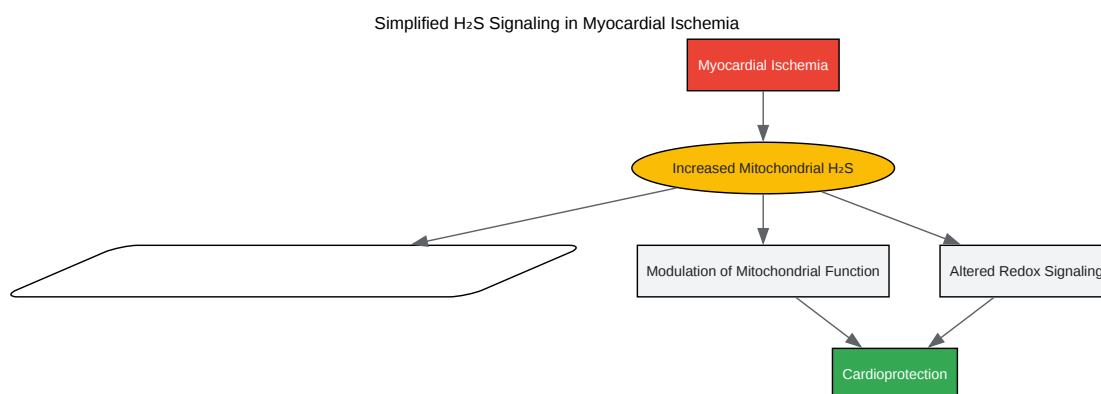 Simplified H₂S Signaling in Myocardial Ischemia
Myocardial Ischemia
Increased Mitochondrial H₂S
Modulation of Mitochondrial Function
Altered Redox Signaling
Cardioprotection